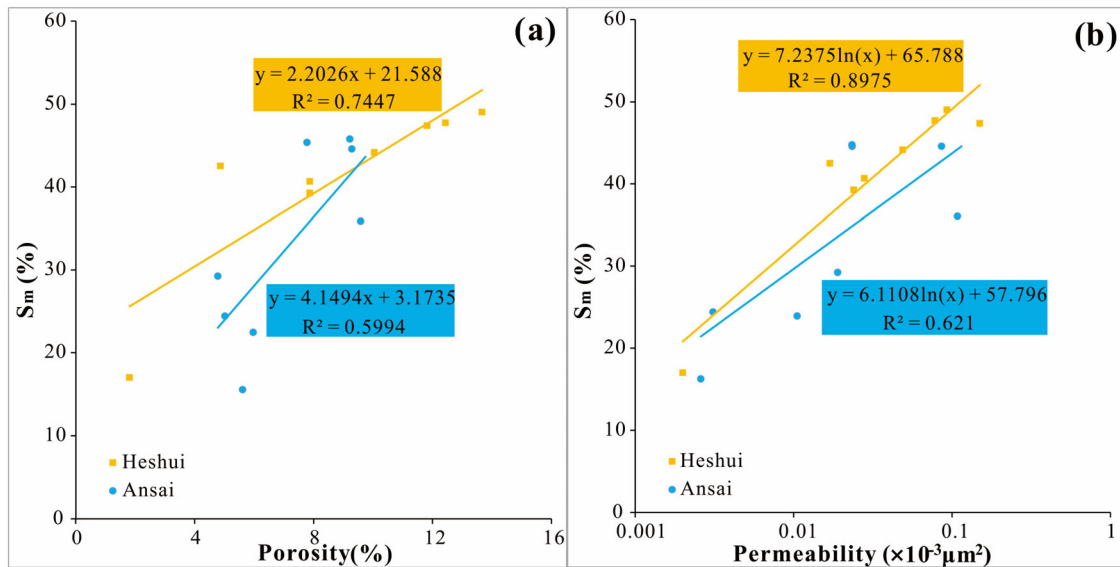 (a)
60
50
40
30
20
10
0
Sm (%)
y = 2.2026x + 21.588
R² = 0.7447
y = 4.1494x + 3.1735
R² = 0.5994
Heshui
Ansai
0
4
8
12
16
Porosity(%)
(b)
60
50
40
30
20
10
0
Sm (%)
y = 7.2375ln(x) + 65.788
R² = 0.8975
y = 6.1108ln(x) + 57.796
R² = 0.621
Heshui
Ansai
0.001
0.01
0.1
1
Permeability (×10⁻³μm²)